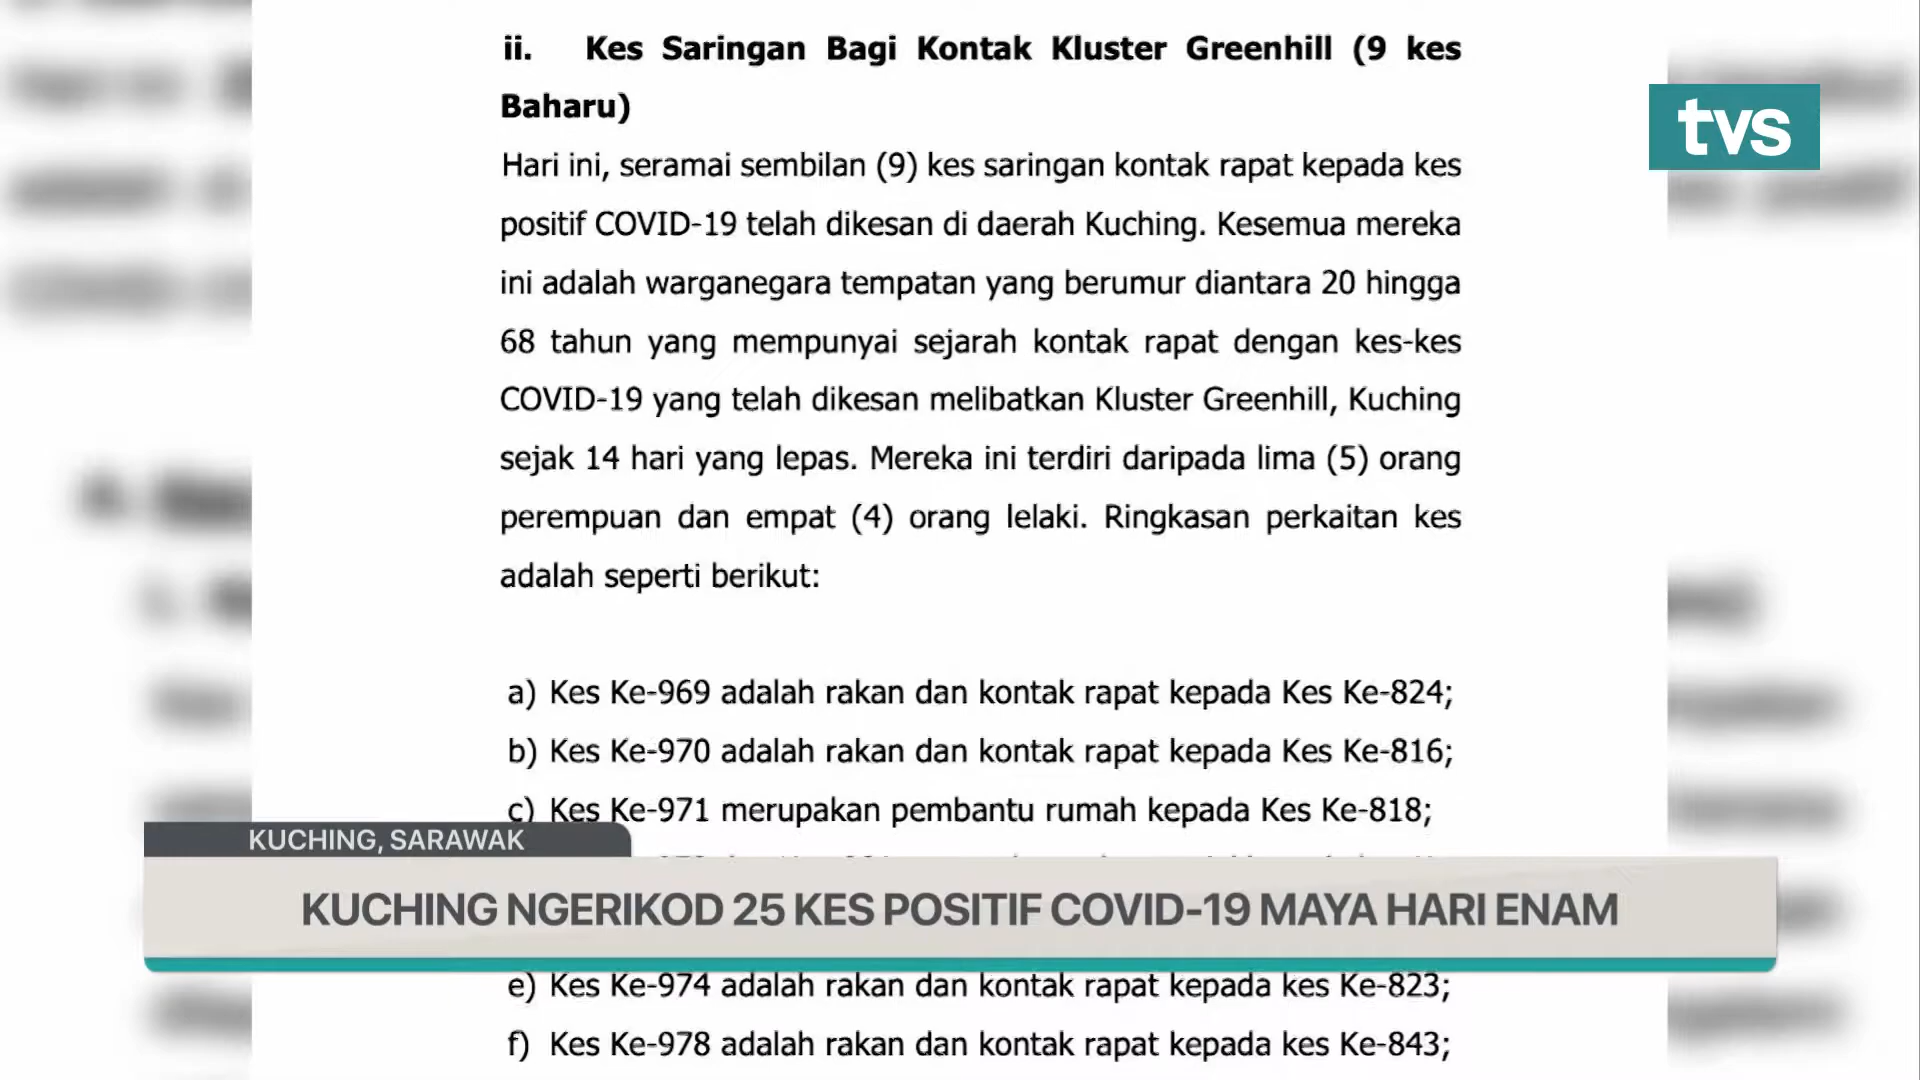 ii. Kes Saringan Bagi Kontak Kluster Greenhill (9 kes
Baharu)
tvs
Hari ini, seramai sembilan (9) kes saringan kontak rapat kepada kes
positif COVID-19 telah dikesan di daerah Kuching. Kesemua mereka
ini adalah warganegara tempatan yang berumur diantara 20 hingga
68 tahun yang mempunyai sejarah kontak rapat dengan kes-kes
COVID-19 yang telah dikesan melibatkan Kluster Greenhill, Kuching
sejak 14 hari yang lepas. Mereka ini terdiri daripada lima (5) orang
perempuan dan empat (4) orang lelaki. Ringkasan perkaitan kes
adalah seperti berikut:
a) Kes Ke-969 adalah rakan dan kontak rapat kepada Kes Ke-824;
b) Kes Ke-970 adalah rakan dan kontak rapat kepada Kes Ke-816;
c) Kes Ke-971 merupakan pembantu rumah kepada Kes Ke-818;
KUCHING, SARAWAK
KUCHING NGERIKOD 25 KES POSITIF COVID-19 MAYA HARI ENAM
e) Kes Ke-974 adalah rakan dan kontak rapat kepada kes Ke-823;
f) Kes Ke-978 adalah rakan dan kontak rapat kepada kes Ke-843;